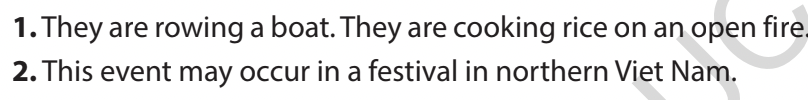 1. They are rowing a boat. They are cooking rice on an open fire.
2. This event may occur in a festival in northern Viet Nam.